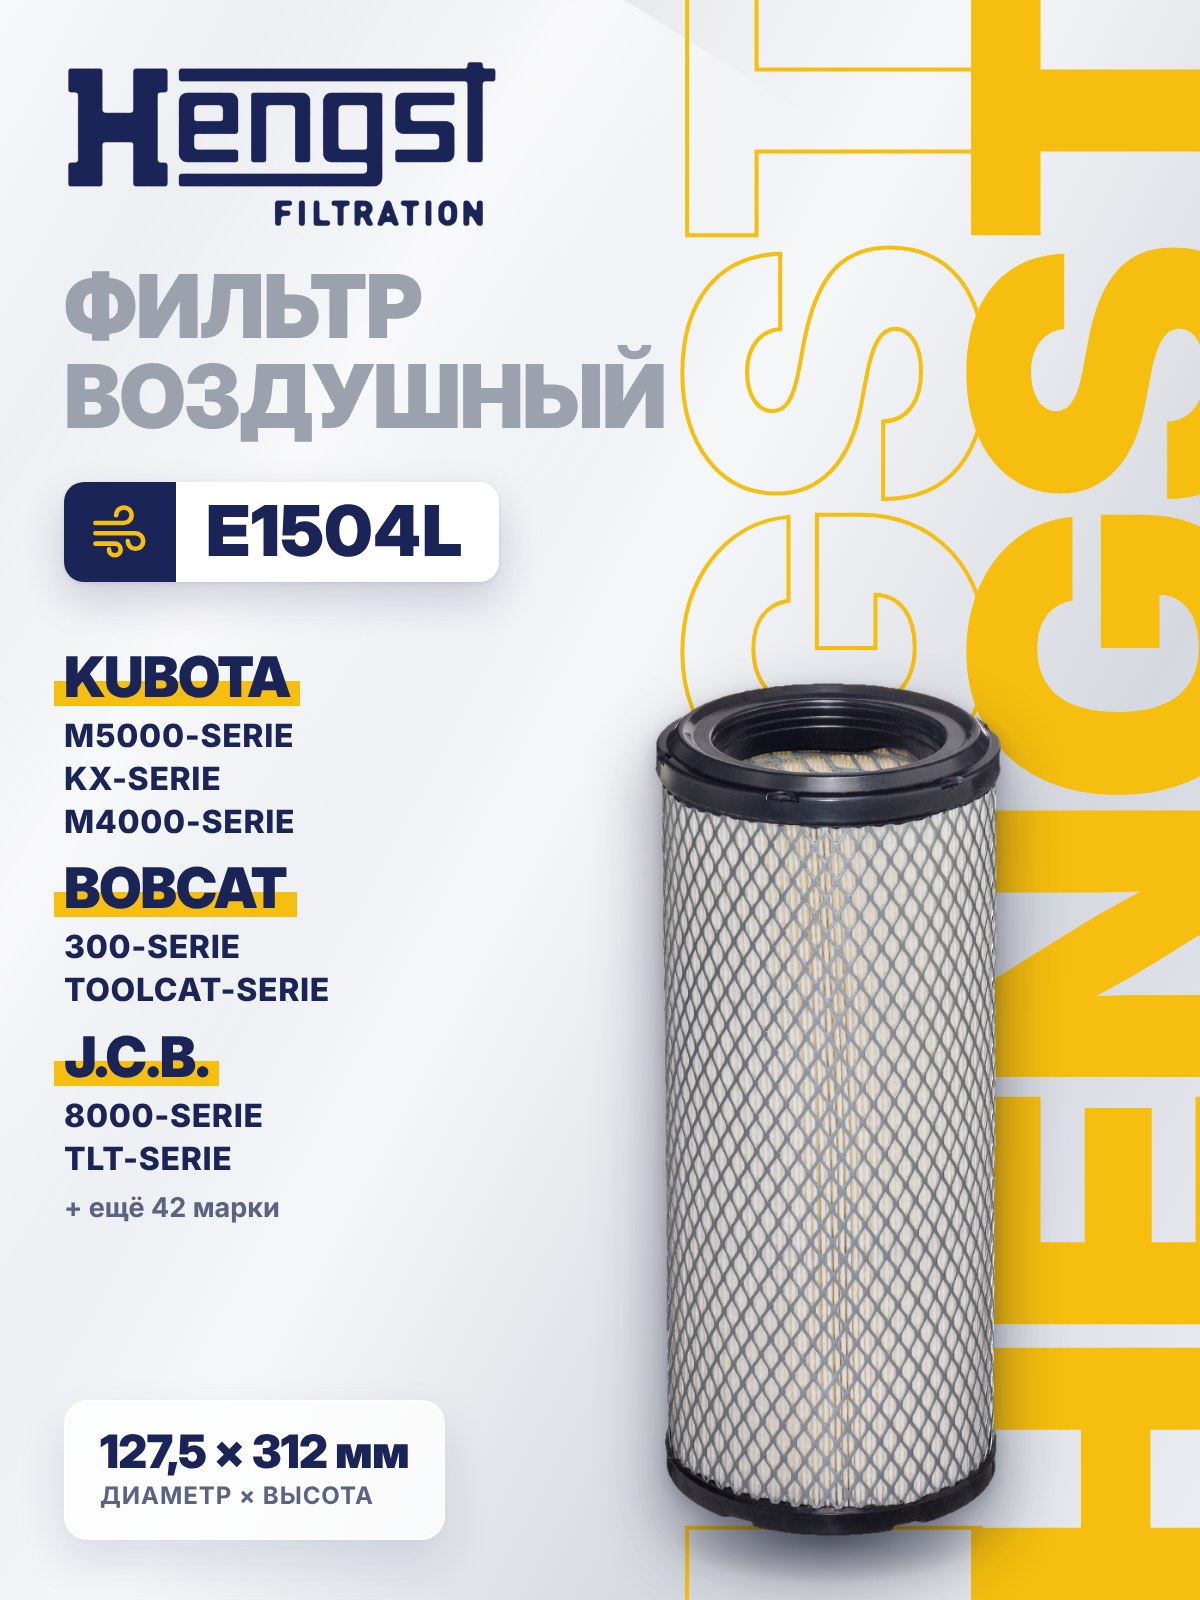 Hengst
FILTRATION
ФИЛЬТР
ВОЗДУШНЫЙ
E1504L
KUBOTA
M5000-SERIE
KX-SERIE
M4000-SERIE
BOBCAT
300-SERIE
TOOLCAT-SERIE
J.C.B.
8000-SERIE
TLT-SERIE
+ ещё 42 марки
127,5 × 312 мм
ДИАМЕТР × ВЫСОТА
HENGST
HENGST